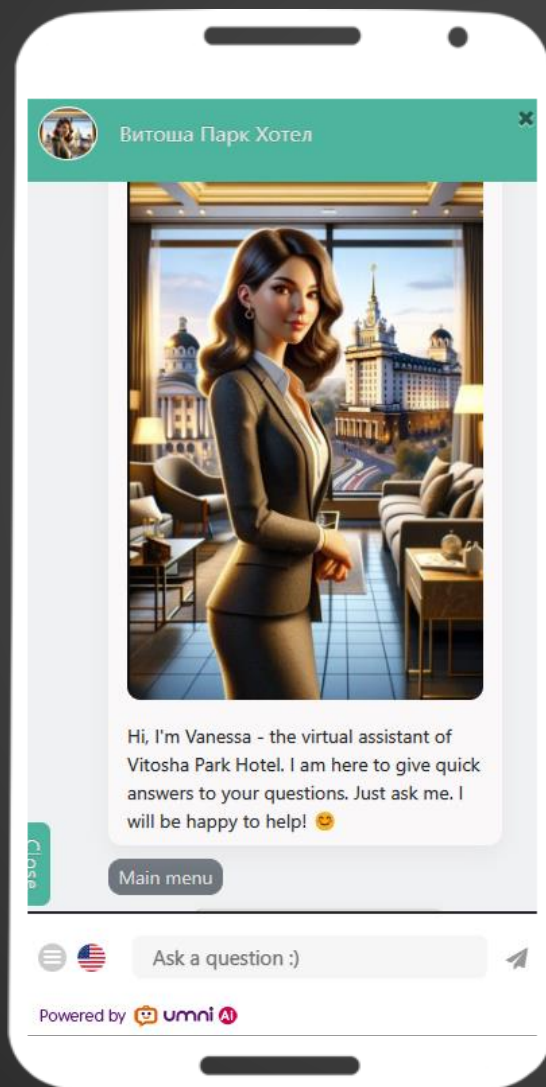 Витоша Парк Хотел
Hi, I'm Vanessa - the virtual assistant of
Vitosha Park Hotel. I am here to give quick
answers to your questions. Just ask me. I
will be happy to help! 😊
Close
Main menu
Ask a question :)
Powered by umni AI